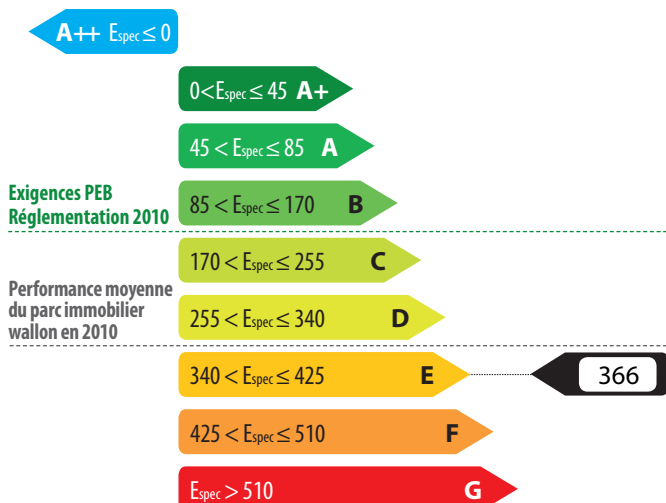 A++ Espec ≤ 0
0<Espec ≤ 45 A+
45 < Espec ≤ 85 A
Exigences PEB
Réglementation 2010
85 < Espec ≤ 170 B
170 < Espec ≤ 255 C
Performance moyenne
du parc immobilier
wallon en 2010
255 < Espec ≤ 340 D
340 < Espec ≤ 425 E
366
425 < Espec ≤ 510 F
Espec > 510 G